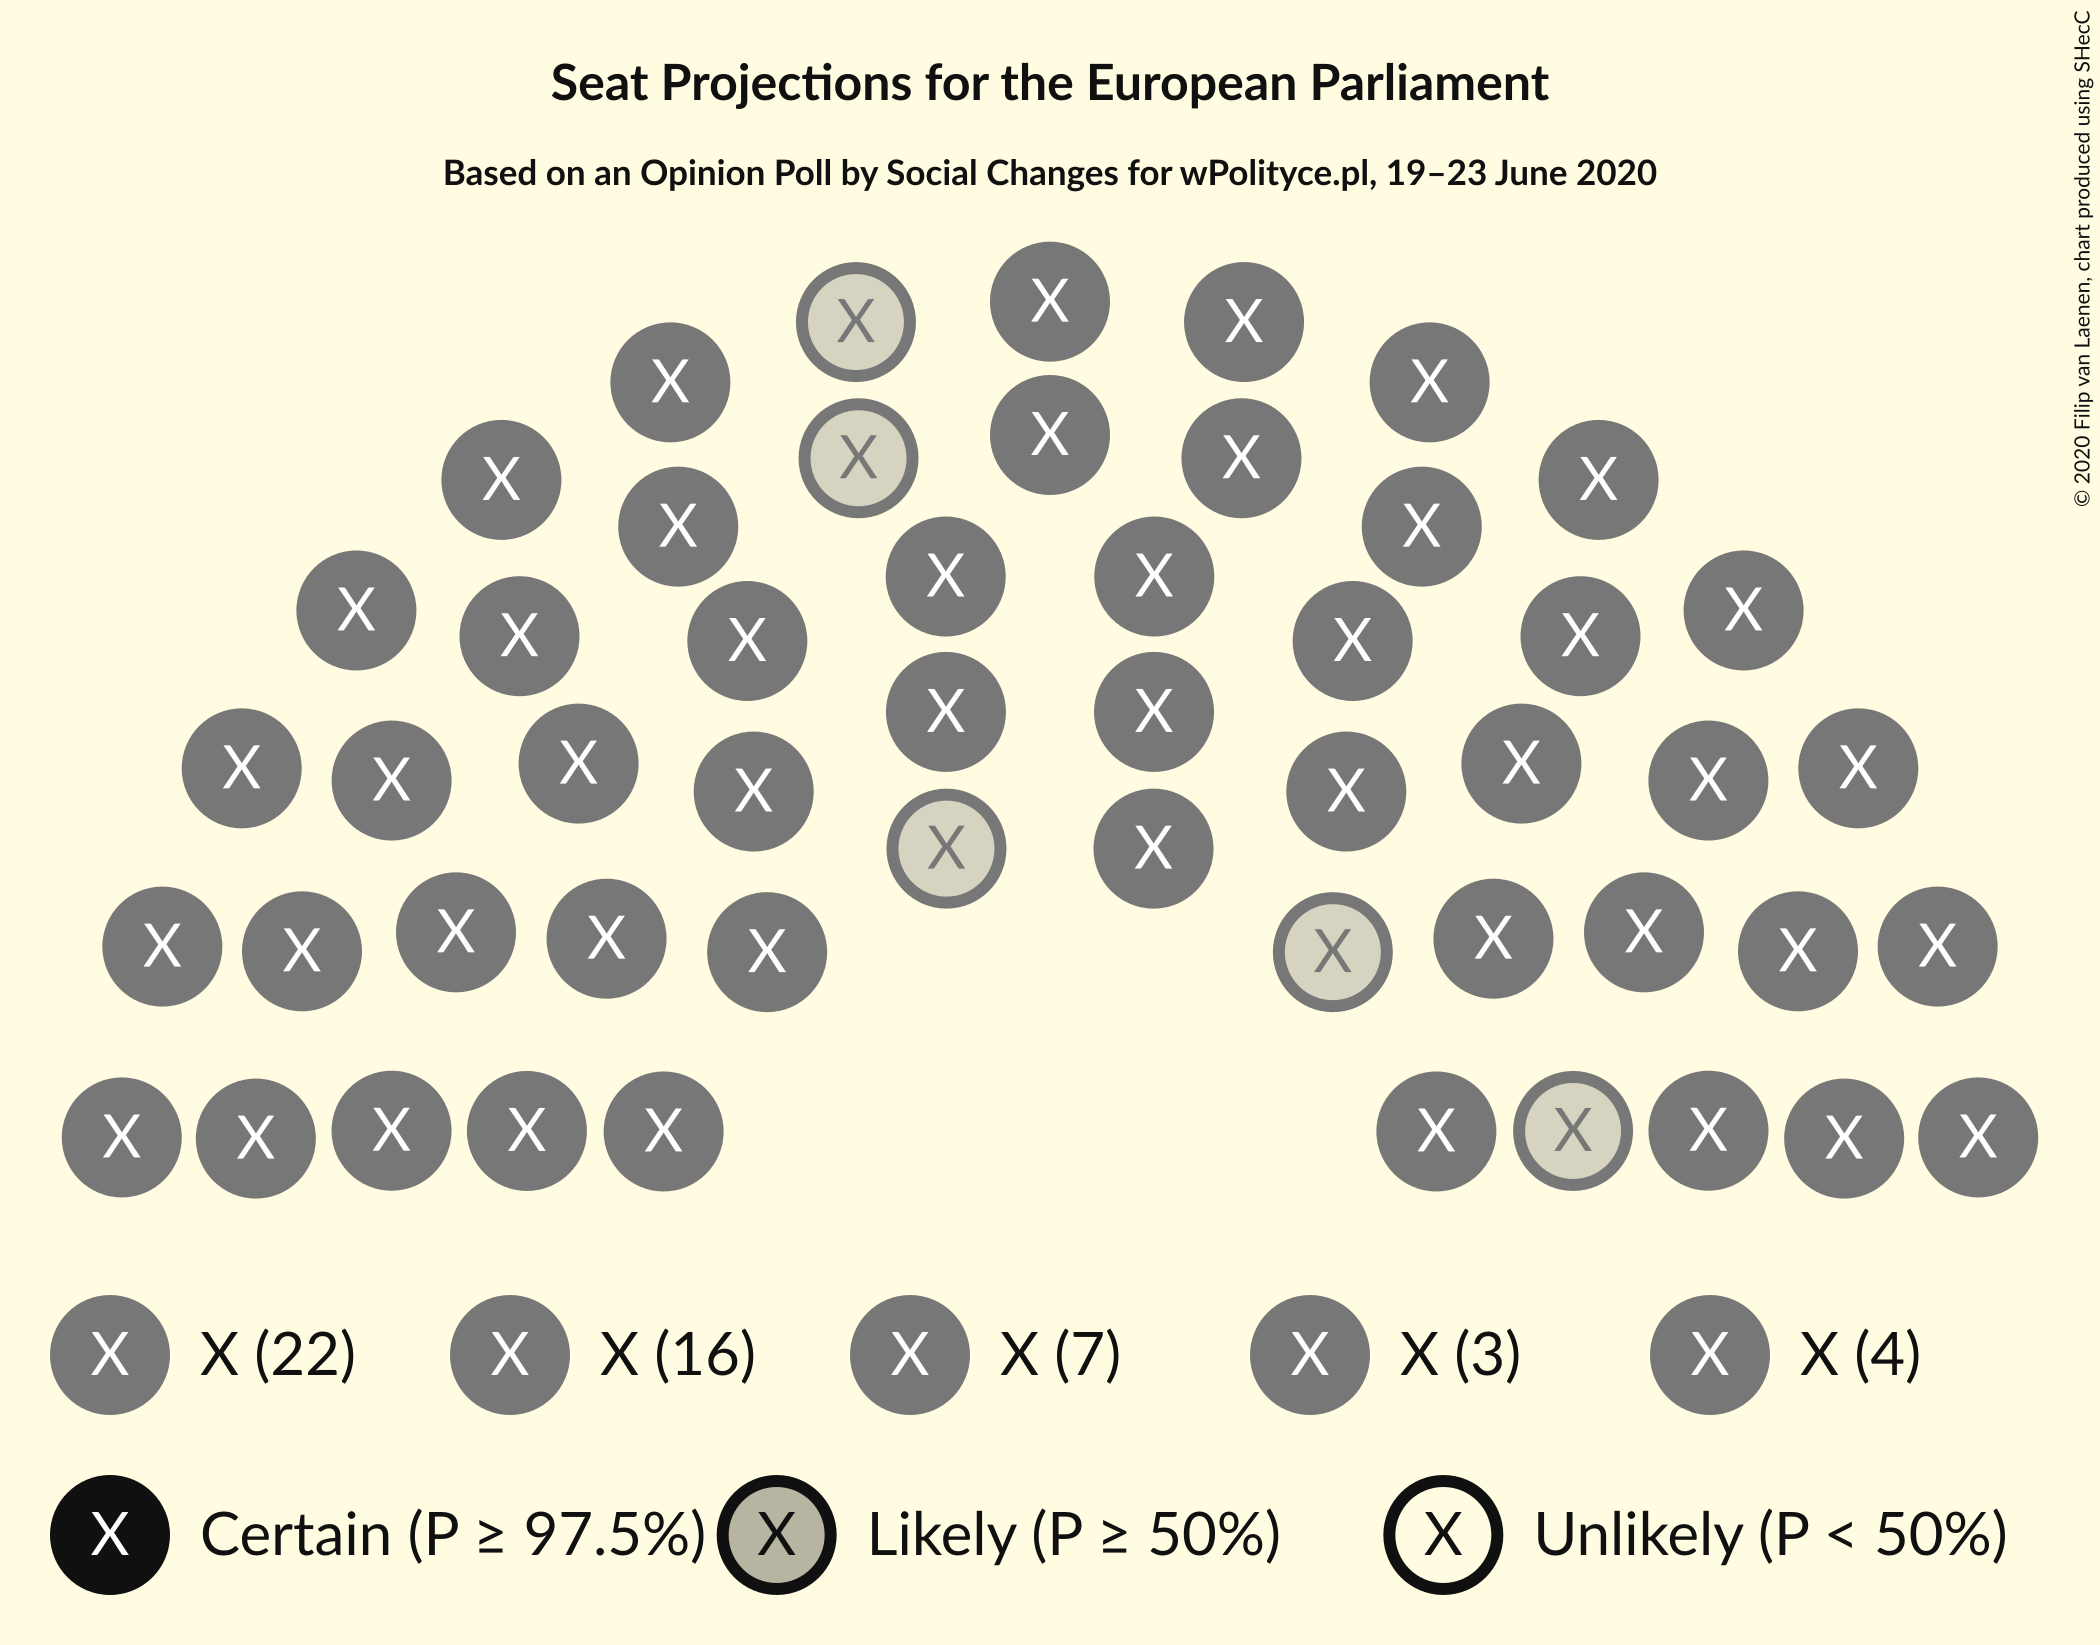 Seat Projections for the European Parliament
Based on an Opinion Poll by Social Changes for wPolityce.pl, 19–23 June 2020
© 2020 Filip van Laenen, chart produced using SHecC
X X X
X X
X X X
X X
X X
X X
X X
X X X X
X X
X X
X X X X
X X
X X
X X
X X
X X
X X
X X X X
X X
X X
X X
X X X X X X
X X X X
X X X X X X
X X X X
X (22) X (16) X (7) X (3) X (4)
X X X X X
X Certain (P ≥ 97.5%) X Likely (P ≥ 50%) X Unlikely (P < 50%)